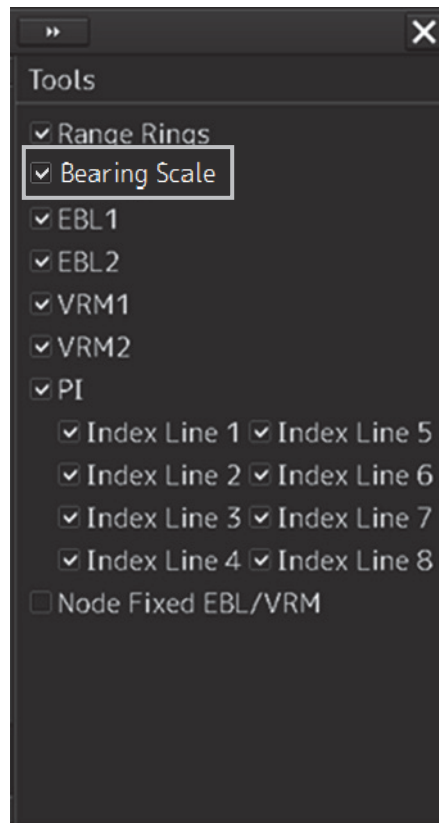 Tools
Range Rings
Bearing Scale
EBL1
EBL2
VRM1
VRM2
PI
Index Line 1 Index Line 5
Index Line 2 Index Line 6
Index Line 3 Index Line 7
Index Line 4 Index Line 8
Node Fixed EBL/VRM